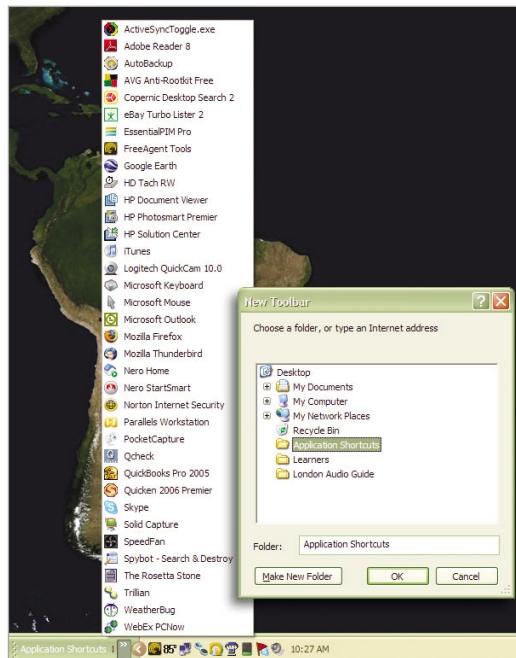 ActiveSyncToggle.exe
Adobe Reader 8
AutoBackup
AVG Anti-Rootkit Free
Copernic Desktop Search 2
eBay Turbo Lister 2
EssentialPIM Pro
FreeAgent Tools
Google Earth
HD Tach RW
HP Document Viewer
HP Photosmart Premier
HP Solution Center
iTunes
Logitech QuickCam 10.0
Microsoft Keyboard
Microsoft Mouse
Microsoft Outlook
Mozilla Firefox
Mozilla Thunderbird
Nero Home
Nero StartSmart
Norton Internet Security
Parallels Workstation
PocketCapture
Qcheck
QuickBooks Pro 2005
Quicken 2006 Premier
Skype
Solid Capture
SpeedFan
Spybot - Search & Destroy
The Rosetta Stone
Trillian
WeatherBug
WebEx PCNow
New Toolbar
Choose a folder, or type an Internet address
Desktop
My Documents
My Computer
My Network Places
Recycle Bin
Application Shortcuts
Learners
London Audio Guide
Folder: Application Shortcuts
Make New Folder OK Cancel
Application Shortcuts 85° 10:27 AM